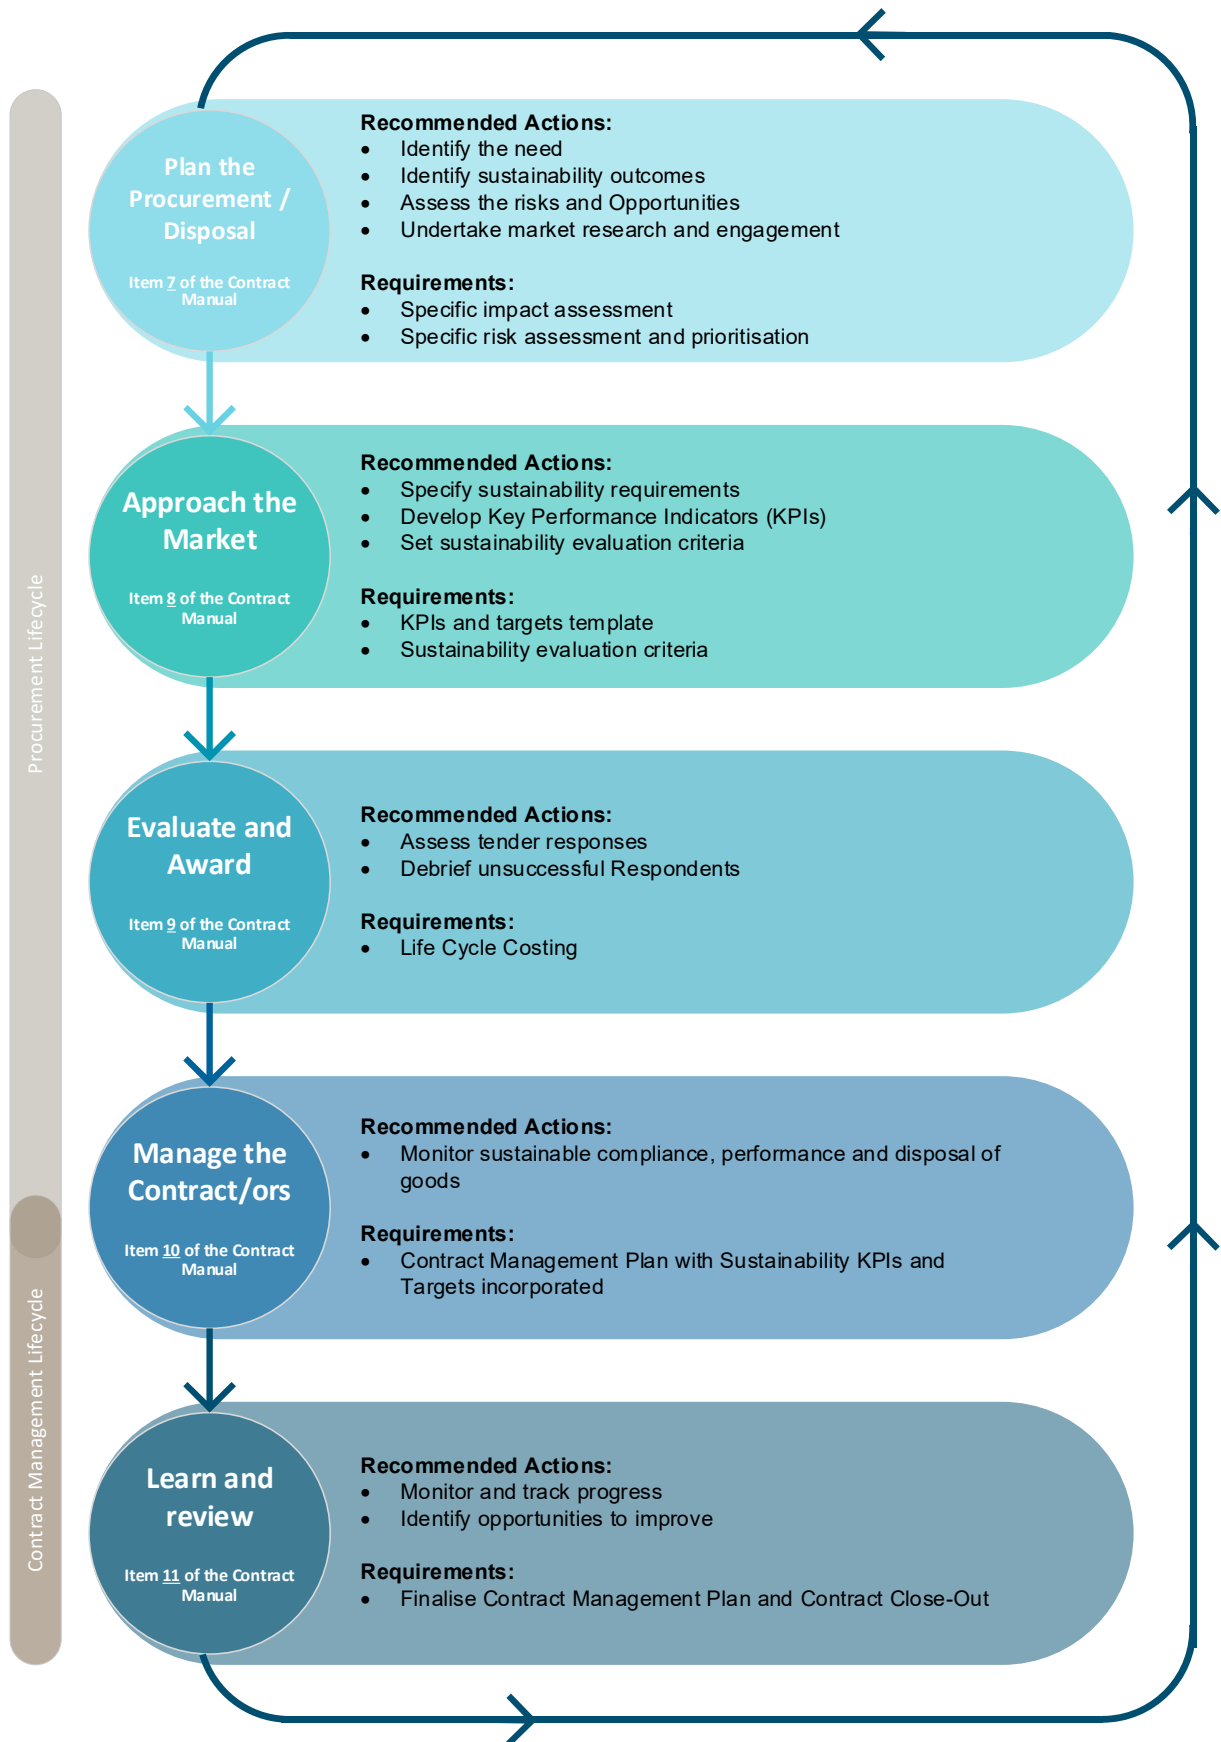 Procurement Lifecycle
Contract Management Lifecycle
Plan the
Procurement /
Disposal
Item 7 of the Contract
Manual
Recommended Actions:
• Identify the need
• Identify sustainability outcomes
• Assess the risks and Opportunities
• Undertake market research and engagement
Requirements:
• Specific impact assessment
• Specific risk assessment and prioritisation
Approach the
Market
Item 8 of the Contract
Manual
Recommended Actions:
• Specify sustainability requirements
• Develop Key Performance Indicators (KPIs)
• Set sustainability evaluation criteria
Requirements:
• KPIs and targets template
• Sustainability evaluation criteria
Evaluate and
Award
Item 9 of the Contract
Manual
Recommended Actions:
• Assess tender responses
• Debrief unsuccessful Respondents
Requirements:
• Life Cycle Costing
Manage the
Contract/ors
Item 10 of the Contract
Manual
Recommended Actions:
• Monitor sustainable compliance, performance and disposal of
goods
Requirements:
• Contract Management Plan with Sustainability KPIs and
Targets incorporated
Learn and
review
Item 11 of the Contract
Manual
Recommended Actions:
• Monitor and track progress
• Identify opportunities to improve
Requirements:
• Finalise Contract Management Plan and Contract Close-Out